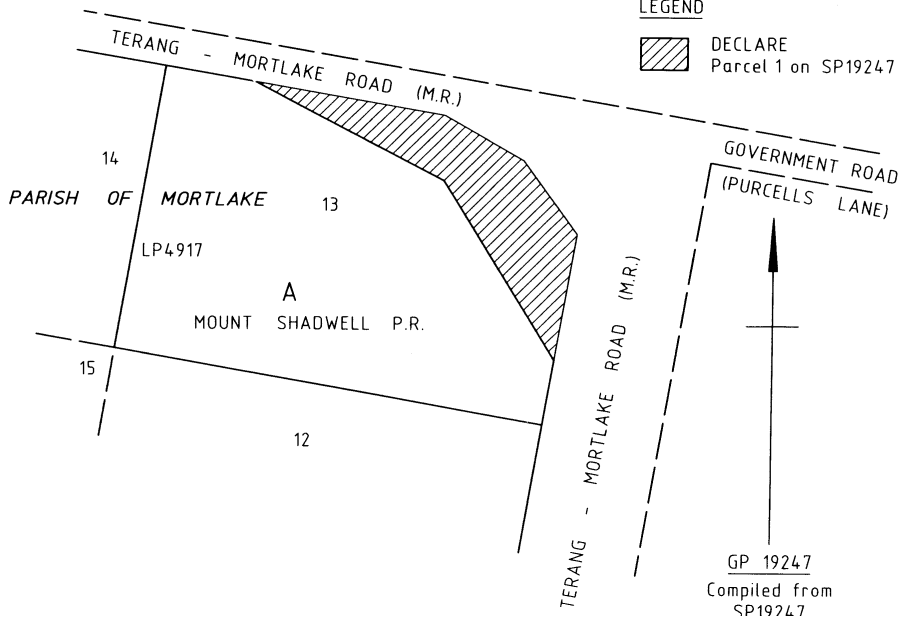 LEGEND
DECLARE
Parcel 1 on SP19247
TERANG - MORTLAKE ROAD (M.R.)
GOVERNMENT ROAD
(PURCELLS LANE)
14
PARISH OF MORTLAKE
13
LP4917
A
MOUNT SHADWELL P.R.
15
12
TERANG - MORTLAKE ROAD (M.R.)
GP 19247
Compiled from
SP19247